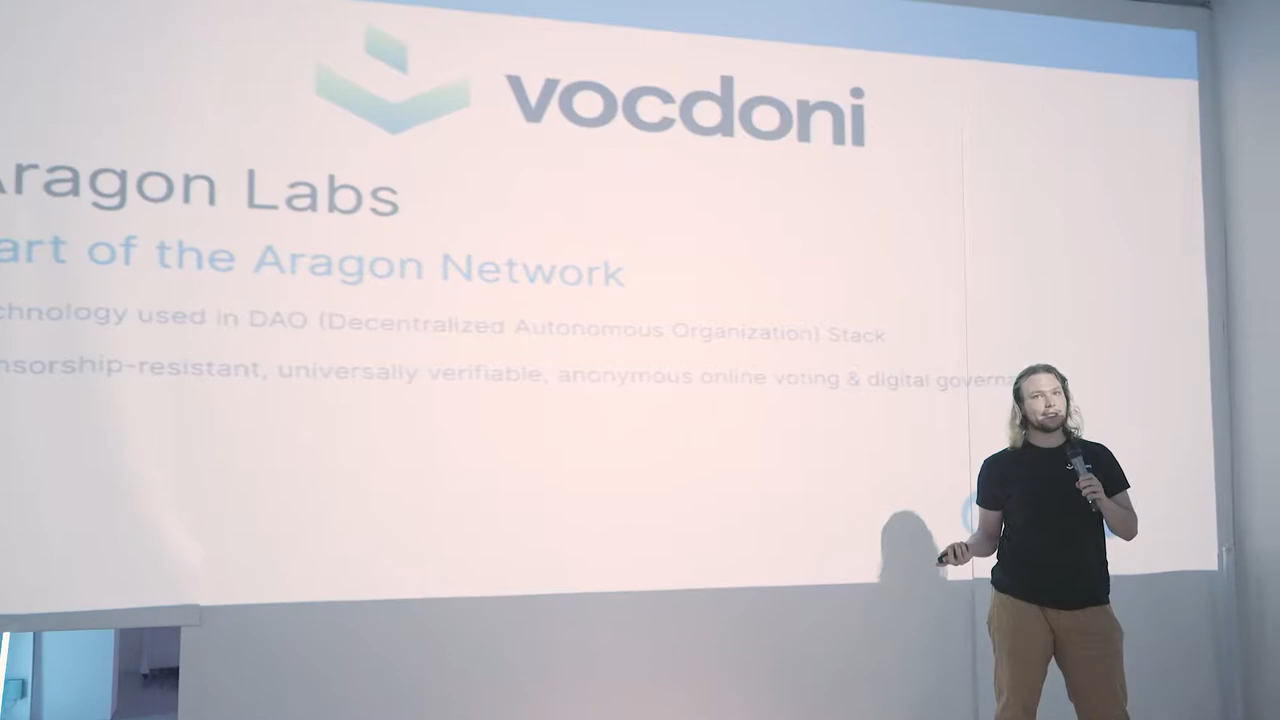 vocdoni
Aragon Labs
art of the Aragon Network
chnology used in DAO (Decentralized Autonomous Organization) Stack
nsorship-resistant, universally verifiable, anonymous online voting & digital governa